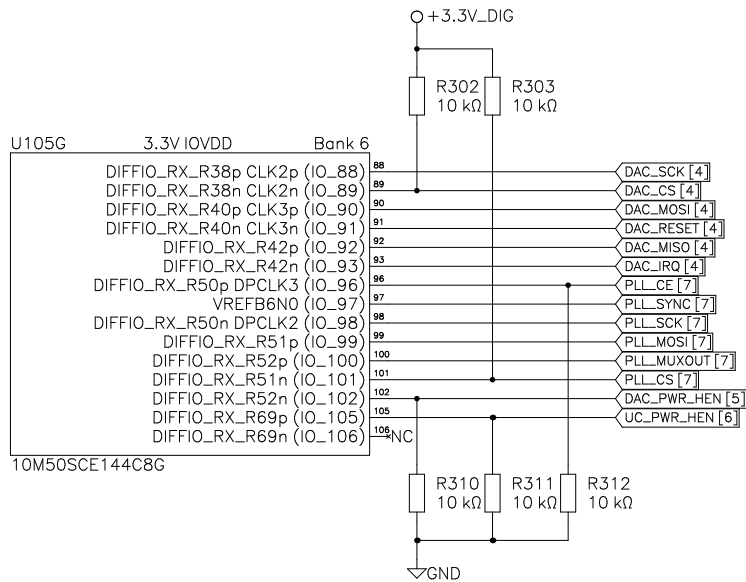 +3.3V_DIG
R302
10 kΩ
R303
10 kΩ
U105G 3.3V IOVDD Bank 6
DIFFIO_RX_R38p CLK2p (IO_88) 88 DAC_SCK [4]
DIFFIO_RX_R38n CLK2n (IO_89) 89 DAC_CS [4]
DIFFIO_RX_R40p CLK3p (IO_90) 90 DAC_MOSI [4]
DIFFIO_RX_R40n CLK3n (IO_91) 91 DAC_RESET [4]
DIFFIO_RX_R42p (IO_92) 92 DAC_MISO [4]
DIFFIO_RX_R42n (IO_93) 93 DAC_IRQ [4]
DIFFIO_RX_R50p DPCLK3 (IO_96) 96 PLL_CE [7]
VREFB6N0 (IO_97) 97 PLL_SYNC [7]
DIFFIO_RX_R50n DPCLK2 (IO_98) 98 PLL_SCK [7]
DIFFIO_RX_R51p (IO_99) 99 PLL_MOSI [7]
DIFFIO_RX_R52p (IO_100) 100 PLL_MUXOUT [7]
DIFFIO_RX_R51n (IO_101) 101 PLL_CS [7]
DIFFIO_RX_R52n (IO_102) 102 DAC_PWR_HEN [5]
DIFFIO_RX_R69p (IO_105) 105 UC_PWR_HEN [6]
DIFFIO_RX_R69n (IO_106) 106 NC
10M50SCE144C8G
R310
10 kΩ
R311
10 kΩ
R312
10 kΩ
GND